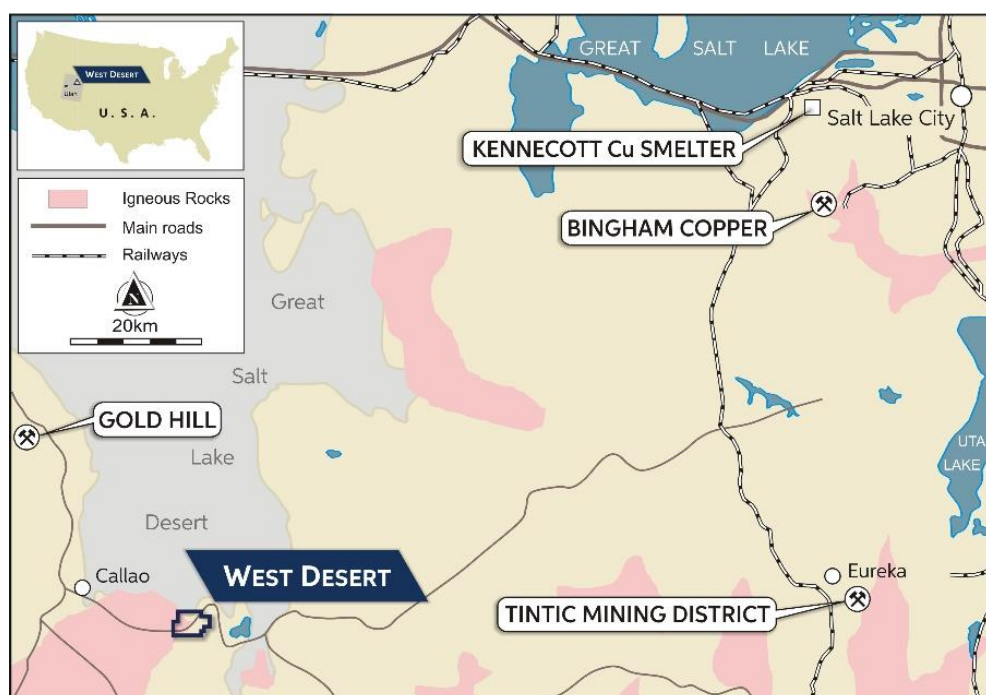 WEST DESERT
Utah
U. S. A.
Igneous Rocks
Main roads
Railways
N
20km
GREAT SALT LAKE
Salt Lake City
KENNECOTT Cu SMELTER
BINGHAM COPPER
Great
Salt
Lake
Desert
GOLD HILL
UTA
LAKE
Callao
WEST DESERT
Eureka
TINTIC MINING DISTRICT